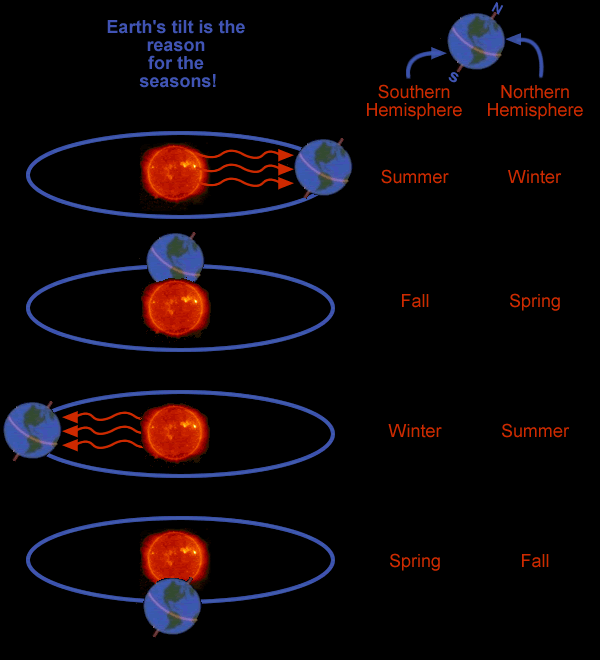 Earth's tilt is the
reason
for the
seasons!
N
S
Southern
Hemisphere
Northern
Hemisphere
Summer
Winter
Fall
Spring
Winter
Summer
Spring
Fall